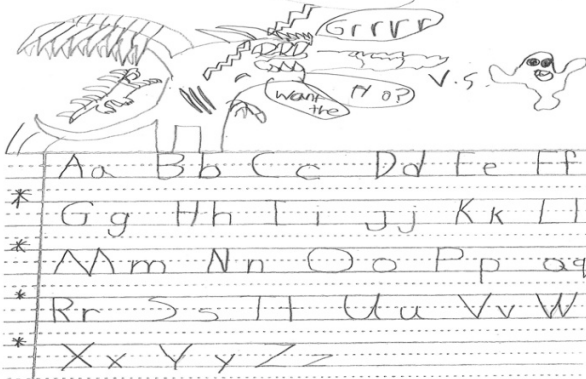 Grrrr
V.S.
Want the
Aa Bb Cc Dd Ee Ff
Gg Hh Ii Jj Kk Ll
Mm Nn Oo Pp qq
Rr Ss Tt Uu Vv W
Xx Yy Zz